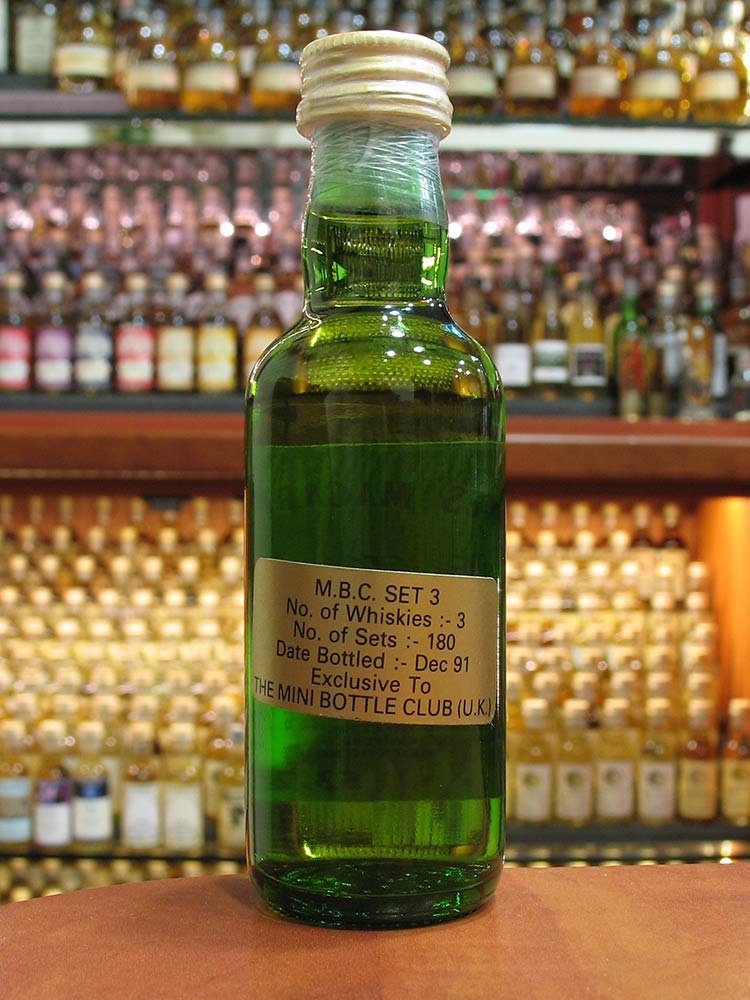 M.B.C. SET 3
No. of Whiskies :- 3
No. of Sets :- 180
Date Bottled :- Dec 91
Exclusive To
THE MINI BOTTLE CLUB (U.K.)